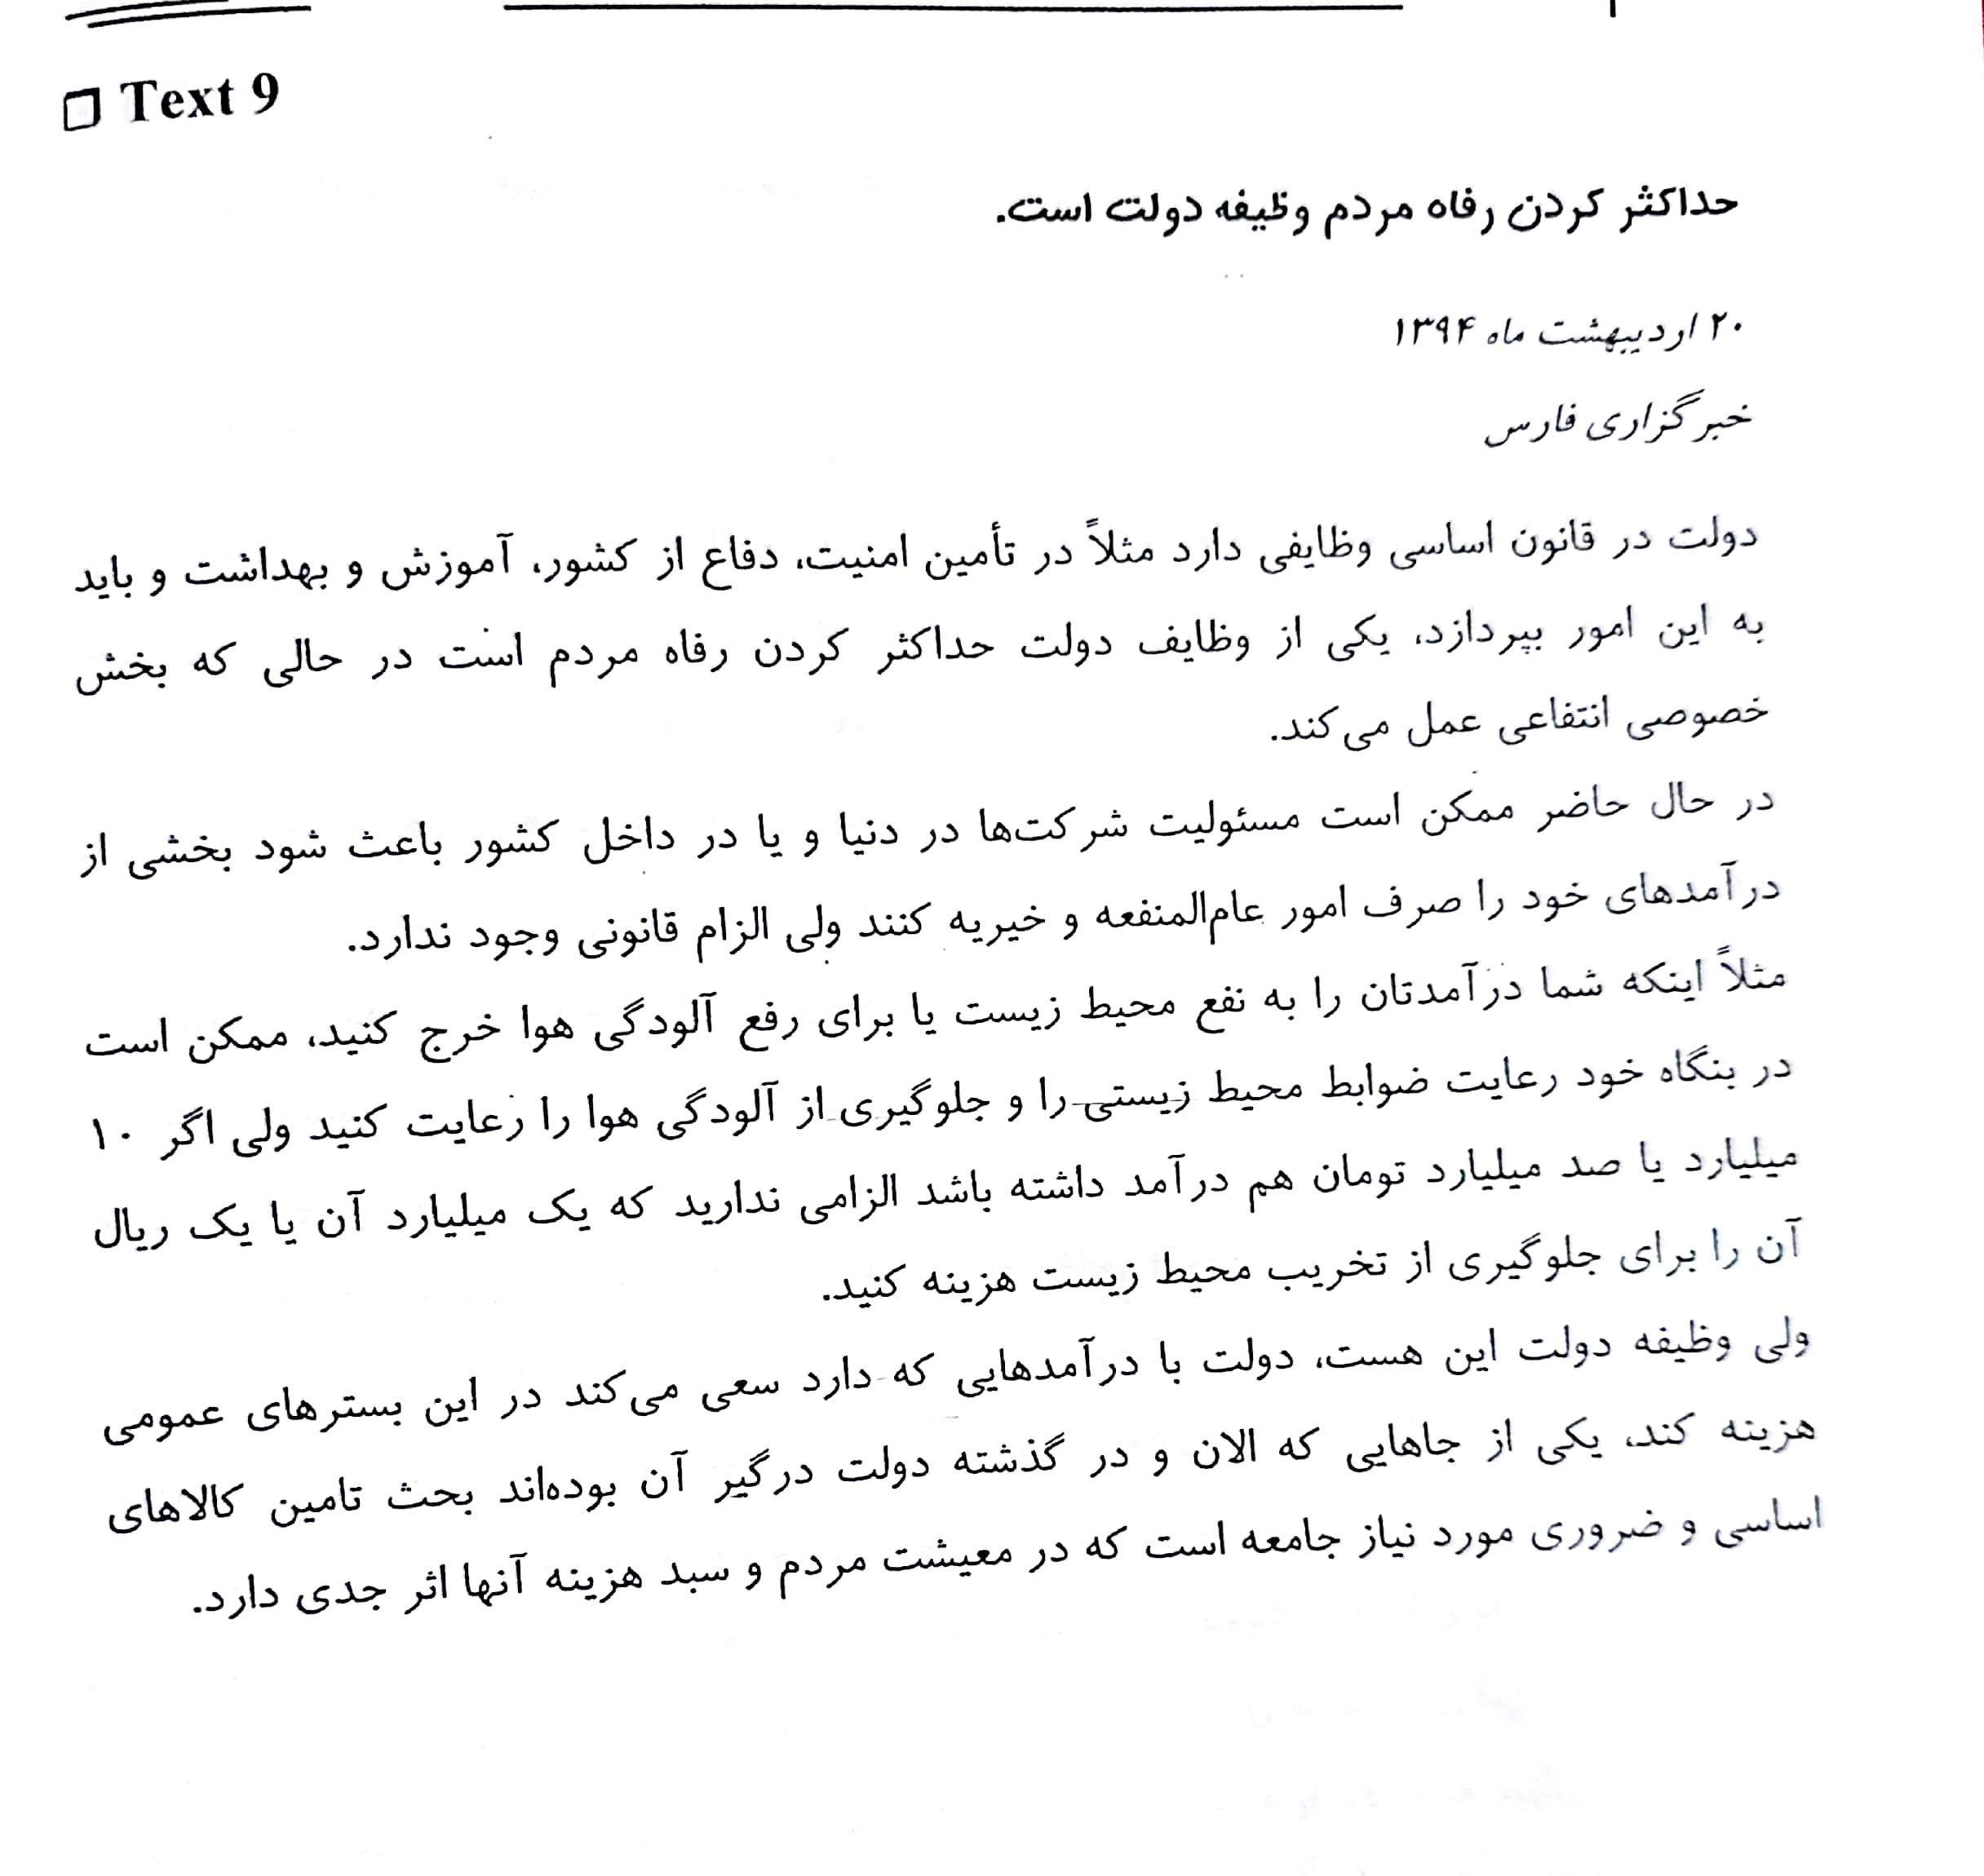 Text 9
حداکثر کردن رفاه مردم وظیفه دولت است.
۲۰ اردیبهشت ماه ۱۳۹۴
خبرگزاری فارس
دولت در قانون اساسی وظایفی دارد مثلاً در تأمین امنیت، دفاع از کشور، آموزش و بهداشت و باید
به این امور بپردازد، یکی از وظایف دولت حداکثر کردن رفاه مردم است در حالی که بخش
خصوصی انتفاعی عمل می‌کند.
در حال حاضر ممکن است مسئولیت شرکت‌ها در دنیا و یا در داخل کشور باعث شود بخشی از
درآمدهای خود را صرف امور عام‌المنفعه و خیریه کنند ولی الزام قانونی وجود ندارد.
مثلاً اینکه شما درآمدتان را به نفع محیط زیست یا برای رفع آلودگی هوا خرج کنید، ممکن است
در بنگاه خود رعایت ضوابط محیط زیستی را و جلوگیری از آلودگی هوا را رعایت کنید ولی اگر ۱۰
میلیارد یا صد میلیارد تومان هم درآمد داشته باشد الزامی ندارید که یک میلیارد آن یا یک ریال
آن را برای جلوگیری از تخریب محیط زیست هزینه کنید.
ولی وظیفه دولت این هست، دولت با درآمدهایی که دارد سعی می‌کند در این بسترهای عمومی
هزینه کند، یکی از جاهایی که الان و در گذشته دولت درگیر آن بوده‌اند بحث تامین کالاهای
اساسی و ضروری مورد نیاز جامعه است که در معیشت مردم و سبد هزینه آنها اثر جدی دارد.